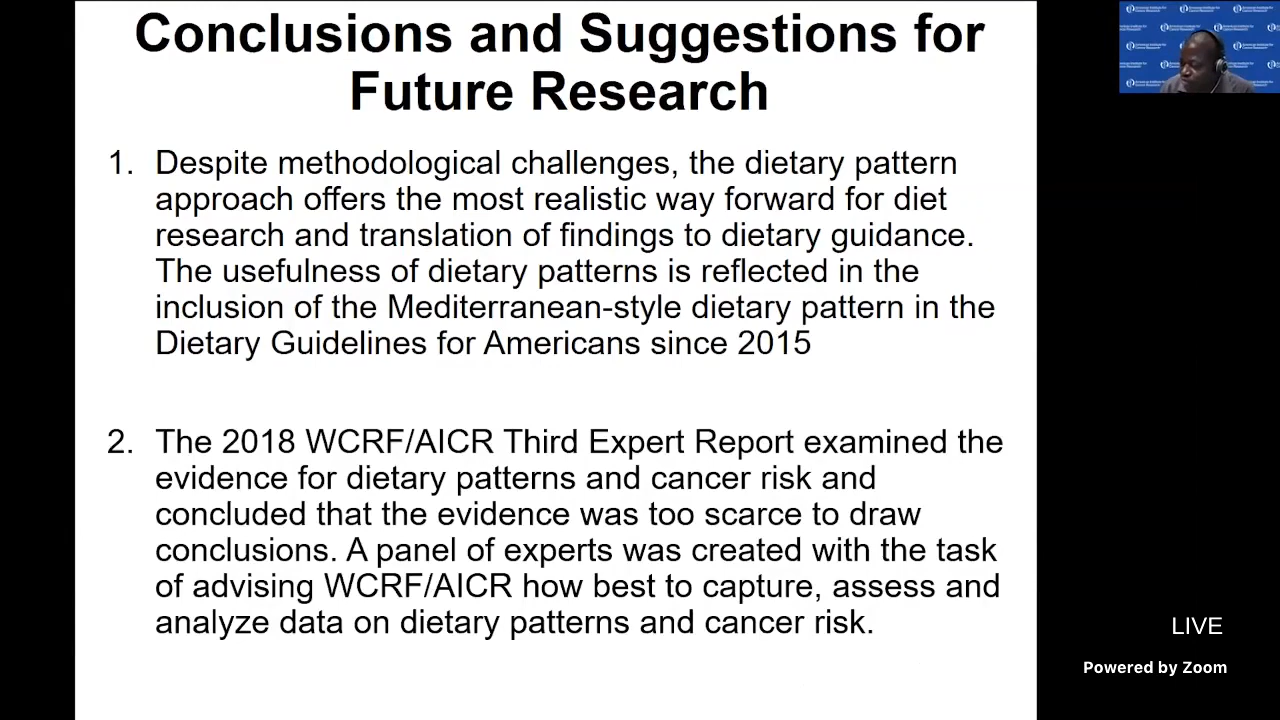 Conclusions and Suggestions for
Future Research
1. Despite methodological challenges, the dietary pattern
approach offers the most realistic way forward for diet
research and translation of findings to dietary guidance.
The usefulness of dietary patterns is reflected in the
inclusion of the Mediterranean-style dietary pattern in the
Dietary Guidelines for Americans since 2015
2. The 2018 WCRF/AICR Third Expert Report examined the
evidence for dietary patterns and cancer risk and
concluded that the evidence was too scarce to draw
conclusions. A panel of experts was created with the task
of advising WCRF/AICR how best to capture, assess and
analyze data on dietary patterns and cancer risk.
American Institute for
Cancer Research
LIVE
Powered by Zoom